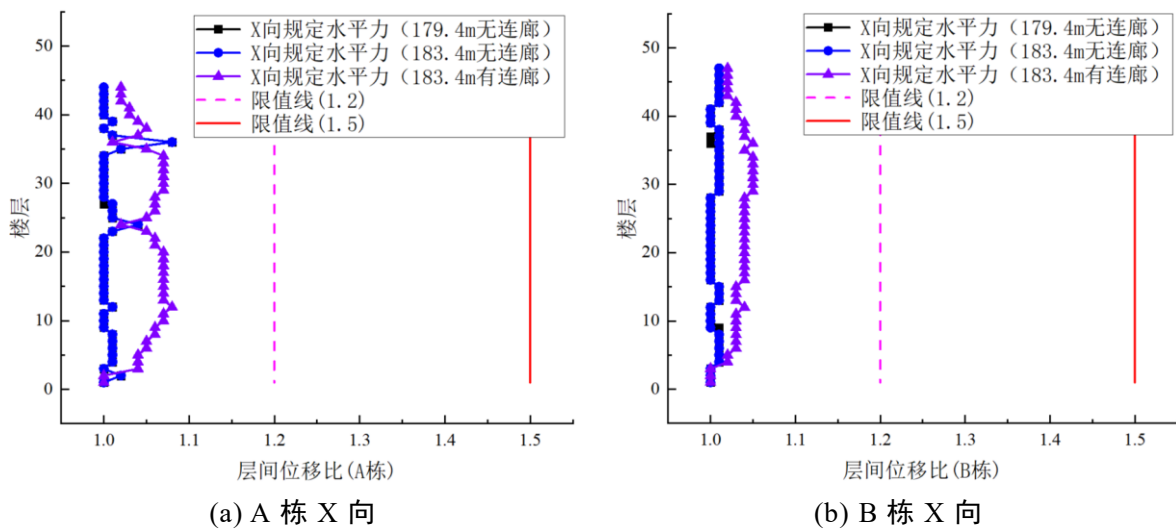 X向规定水平力（179.4m无连廊）
X向规定水平力（183.4m无连廊）
X向规定水平力（183.4m有连廊）
限值线(1.2)
限值线(1.5)
50
40
30
20
10
0
楼层
1.0 1.1 1.2 1.3 1.4 1.5
层间位移比(A栋)
(a) A 栋 X 向
X向规定水平力（179.4m无连廊）
X向规定水平力（183.4m无连廊）
X向规定水平力（183.4m有连廊）
限值线(1.2)
限值线(1.5)
50
40
30
20
10
0
楼层
1.0 1.1 1.2 1.3 1.4 1.5
层间位移比(B栋)
(b) B 栋 X 向